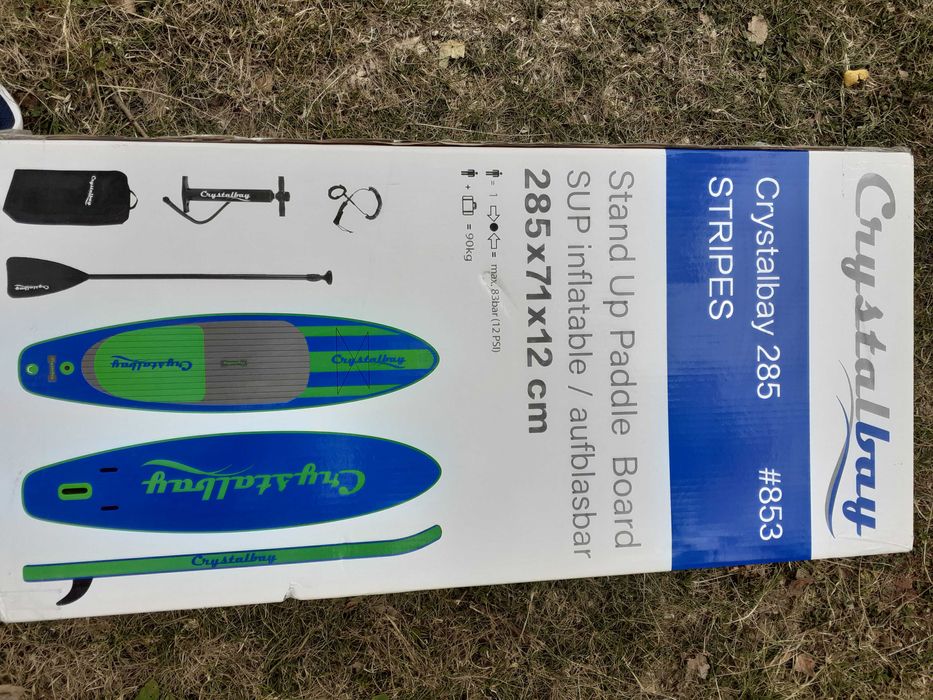 Crystalbay
Crystalbay 285 #853
STRIPES
Stand Up Paddle Board
SUP inflatable / aufblasbar
285x71x12 cm
= 1 = max. 83bar (12 PSI)
+ = 90kg
Crystalbay
Crystalbay
Crystalbay
Crystalbay
Crystalbay
Crystalbay
Crystalbay